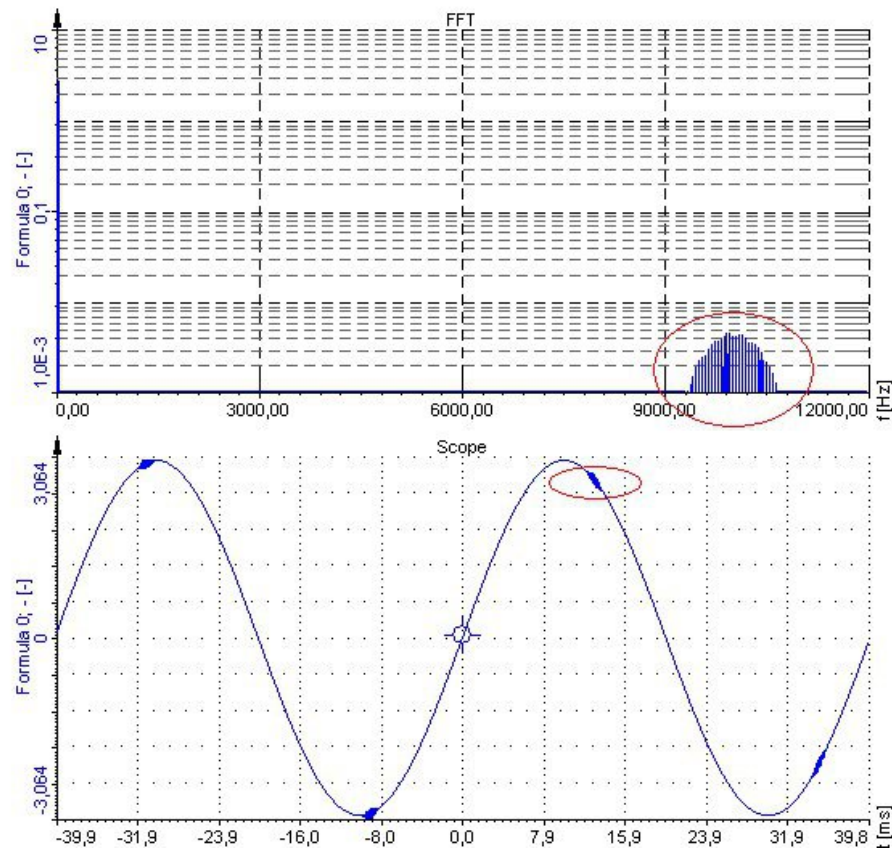 FFT
10
0,1
1,0E-3
Formula 0; - [-]
0,00 3000,00 6000,00 9000,00 12000,00
f [Hz]
Scope
3,064
0
-3,064
Formula 0; - [-]
-39,9 -31,9 -23,9 -16,0 -8,0 0,0 7,9 15,9 23,9 31,9 39,8
t [ms]